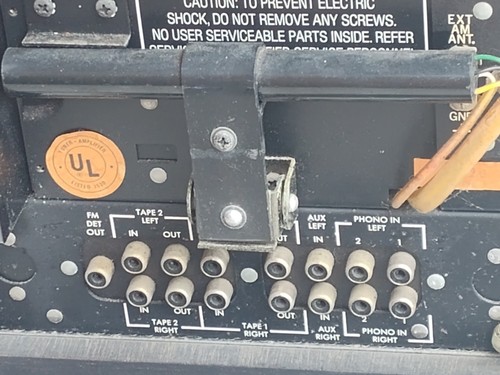 CAUTION: TO PREVENT ELECTRIC
SHOCK, DO NOT REMOVE ANY SCREWS.
NO USER SERVICEABLE PARTS INSIDE. REFER
EXT
AM
ANT
GND
UL
FM
DET
OUT
TAPE 2
LEFT
IN
OUT
OUT
AUX
LEFT
IN
PHONO IN
LEFT
2
1
IN
OUT
IN
OUT
IN
2
1
TAPE 2
RIGHT
TAPE 1
RIGHT
AUX
RIGHT
PHONO IN
RIGHT